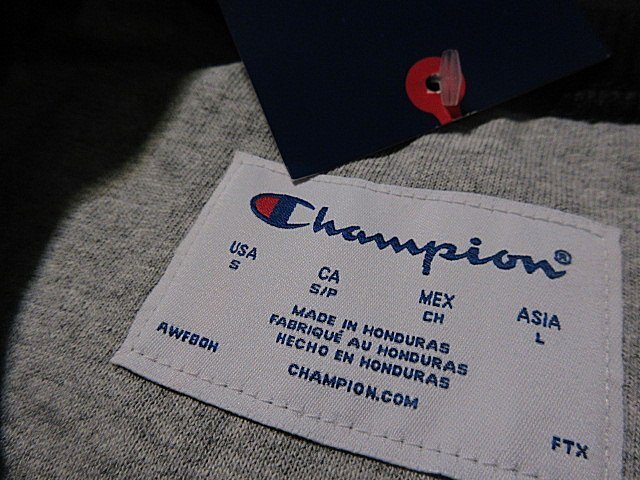 Champion®
USA CA MEX ASIA
S S/P CH L
MADE IN HONDURAS
FABRIQUÉ AU HONDURAS
HECHO EN HONDURAS
AWF80H
CHAMPION.COM
FTX